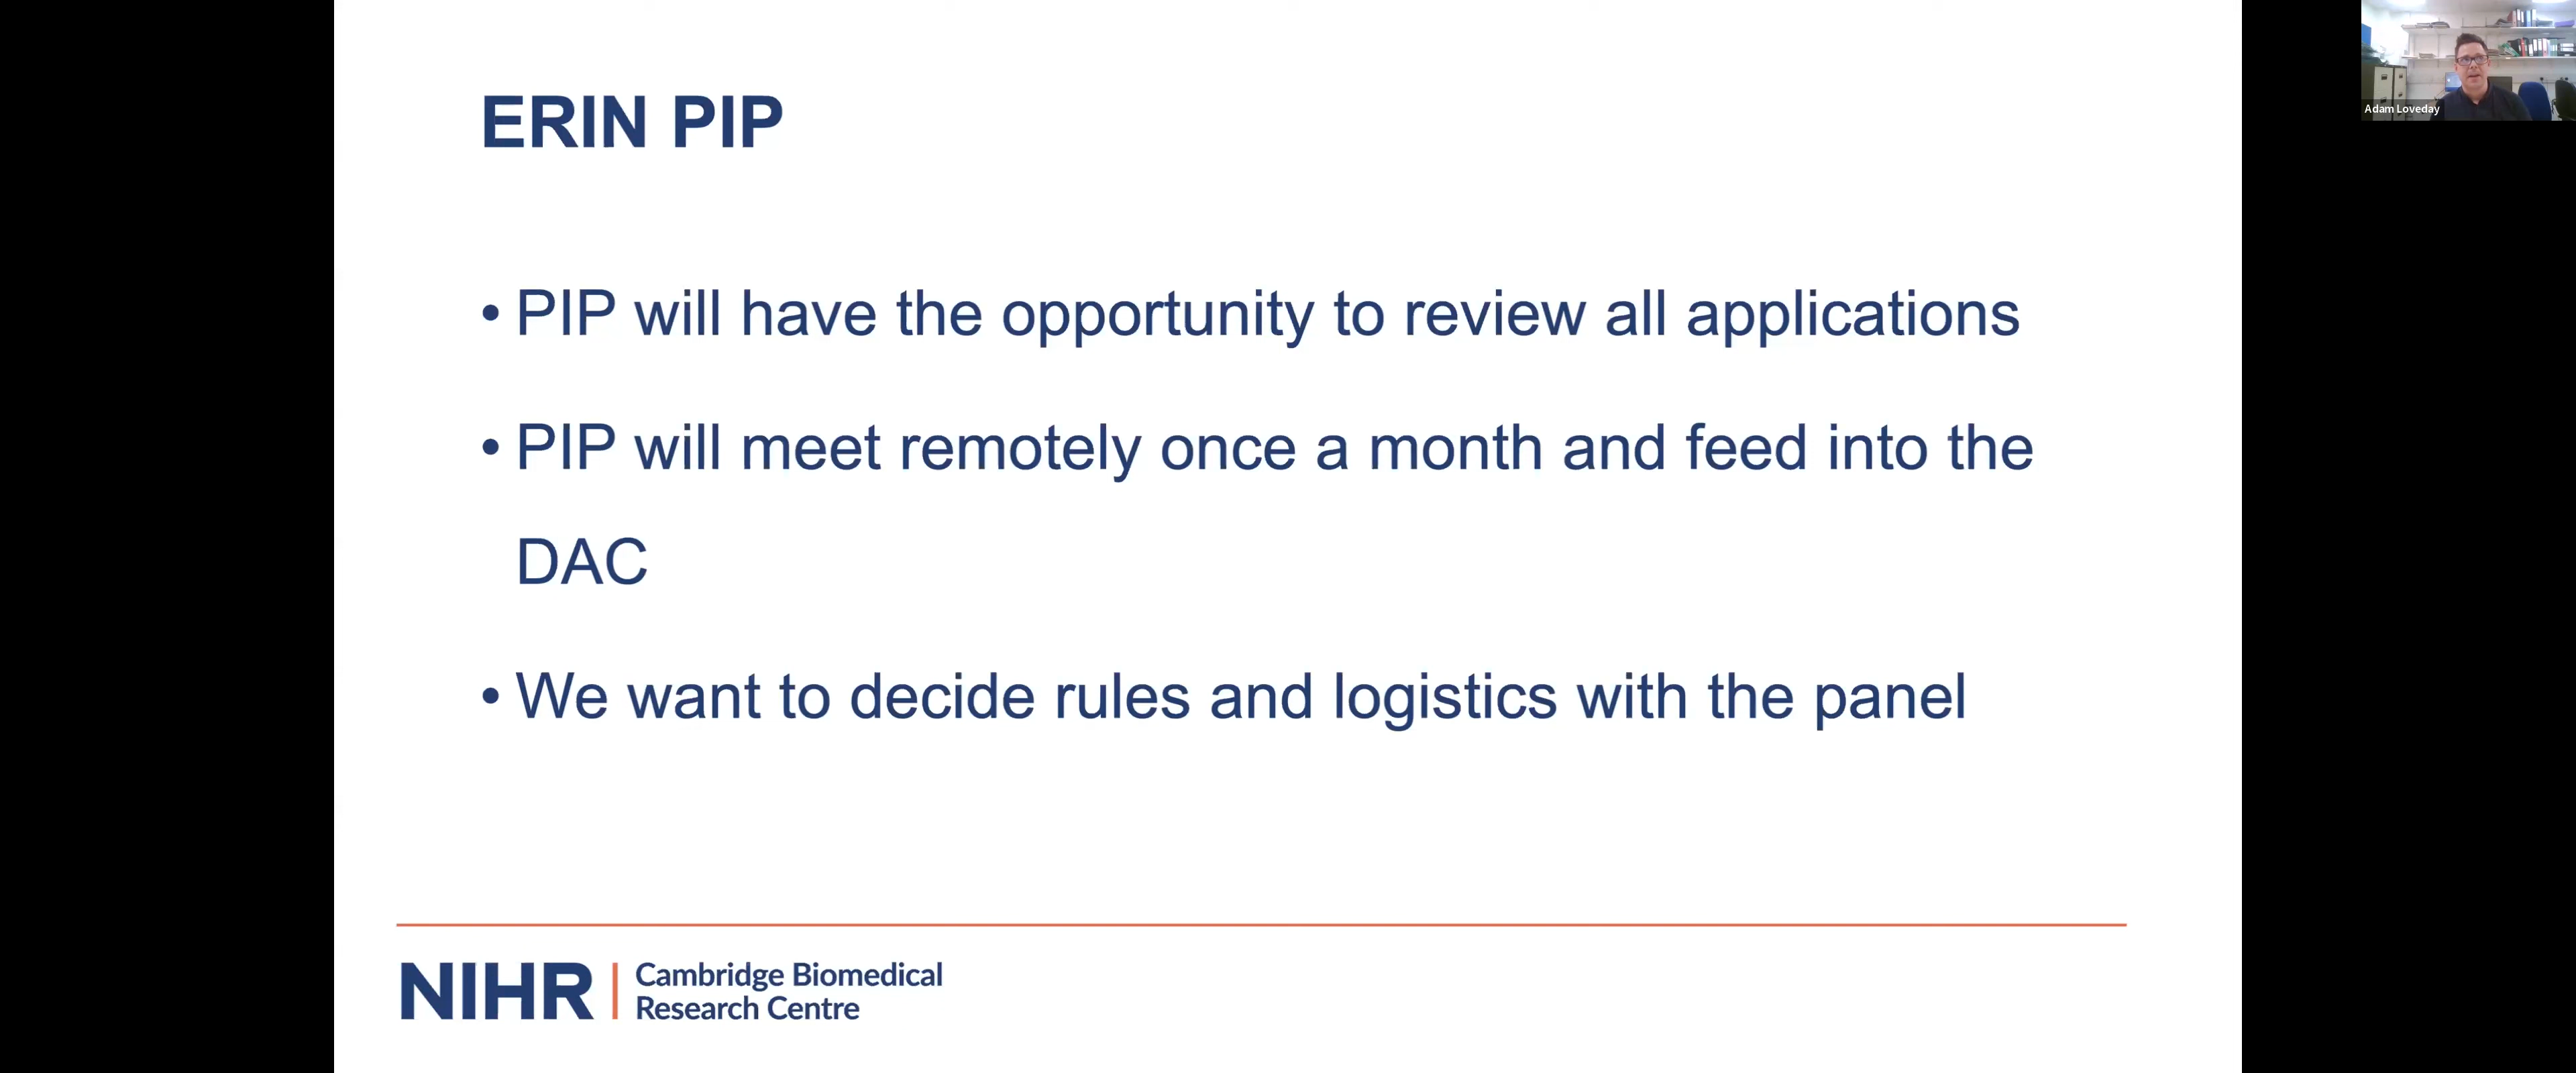 ERIN PIP
• PIP will have the opportunity to review all applications
• PIP will meet remotely once a month and feed into the
DAC
• We want to decide rules and logistics with the panel
NIHR | Cambridge Biomedical
Research Centre
Adam Loveday